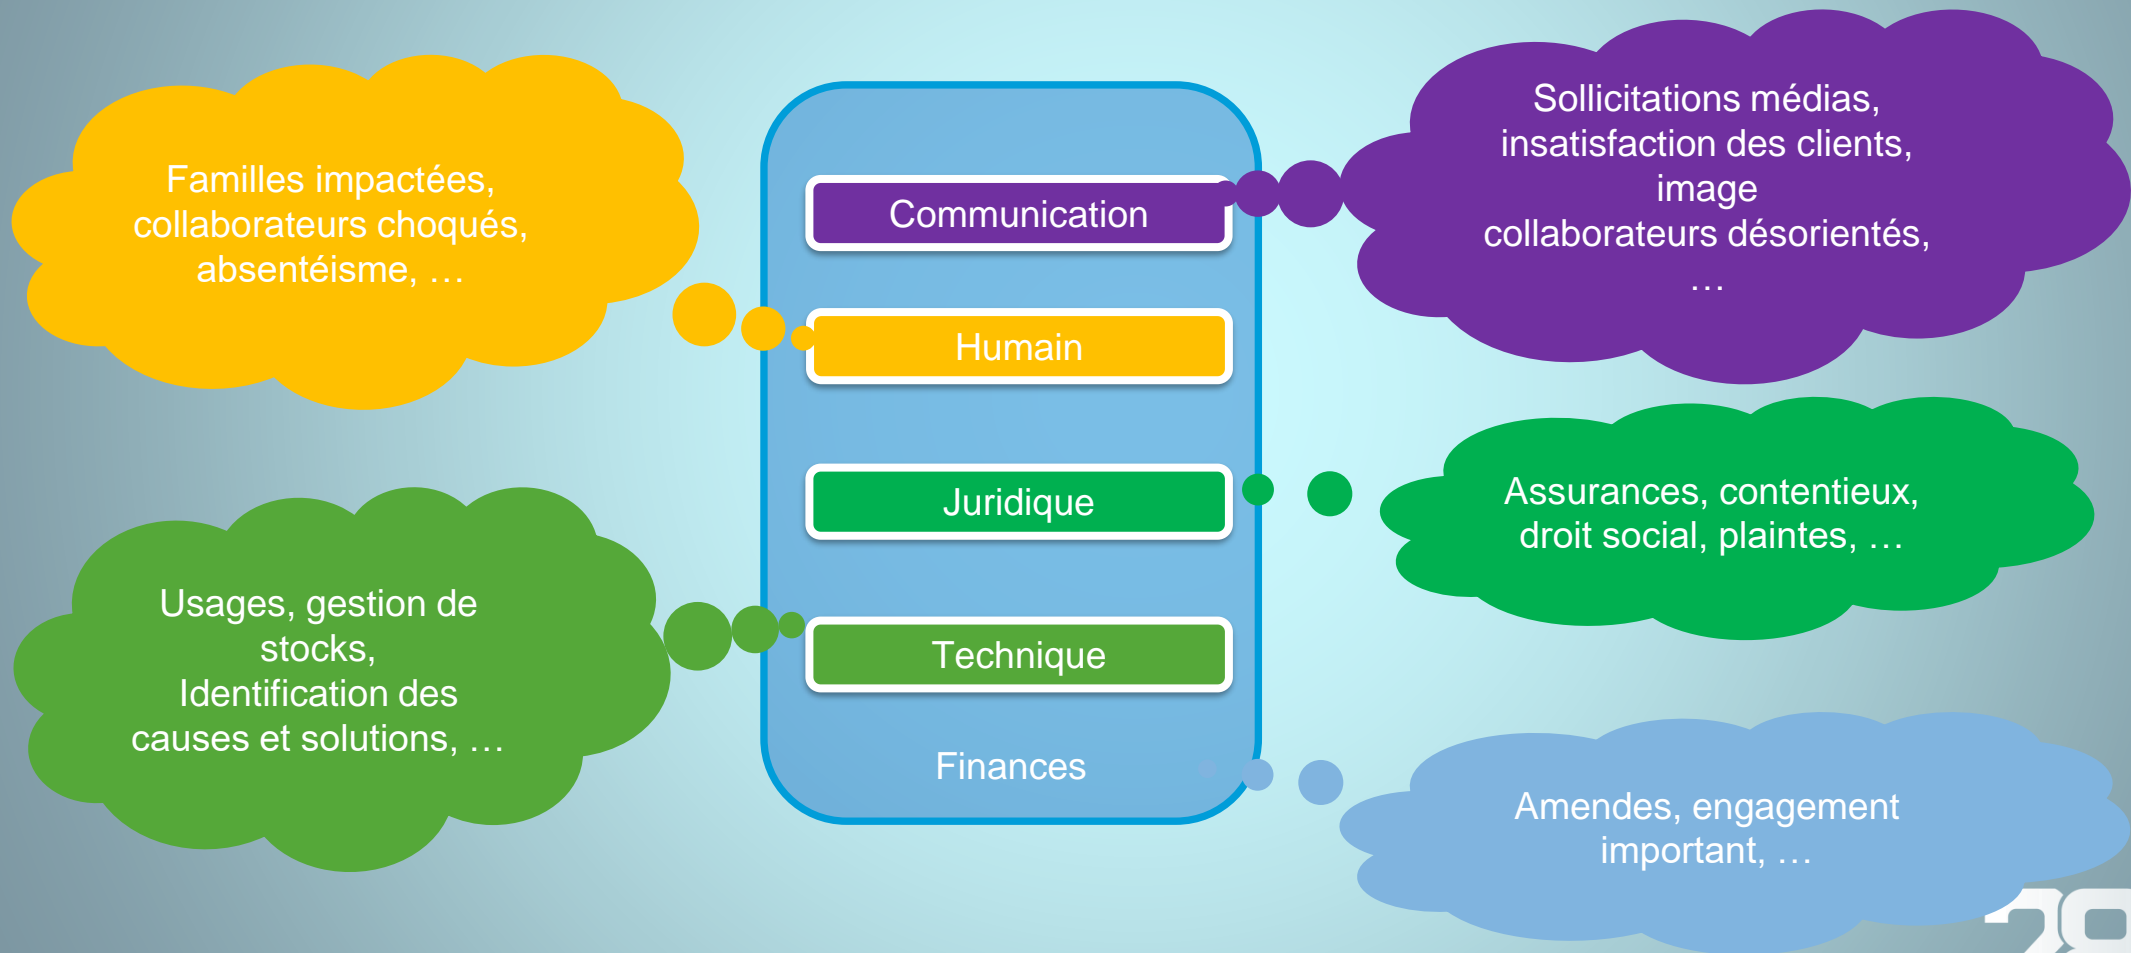 Familles impactées,
collaborateurs choqués,
absentéisme, …
Sollicitations médias,
insatisfaction des clients,
image
collaborateurs désorientés,
…
Communication
Humain
Juridique
Assurances, contentieux,
droit social, plaintes, …
Usages, gestion de
stocks,
Identification des
causes et solutions, …
Technique
Finances
Amendes, engagement
important, …